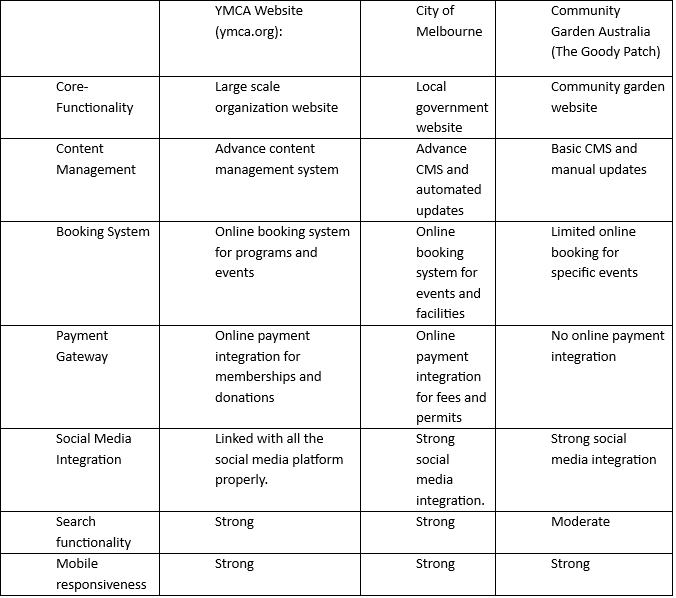 YMCA Website
(ymca.org):
City of
Melbourne
Community
Garden Australia
(The Goody Patch)
Core-
Functionality
Large scale
organization website
Local
government
website
Community garden
website
Content
Management
Advance content
management system
Advance
CMS and
automated
updates
Basic CMS and
manual updates
Booking System
Online booking system
for programs and
events
Online
booking
system for
events and
facilities
Limited online
booking for
specific events
Payment
Gateway
Online payment
integration for
memberships and
donations
Online
payment
integration
for fees and
permits
No online payment
integration
Social Media
Integration
Linked with all the
social media platform
properly.
Strong
social
media
integration.
Strong social
media integration
Search
functionality
Strong
Strong
Moderate
Mobile
responsiveness
Strong
Strong
Strong